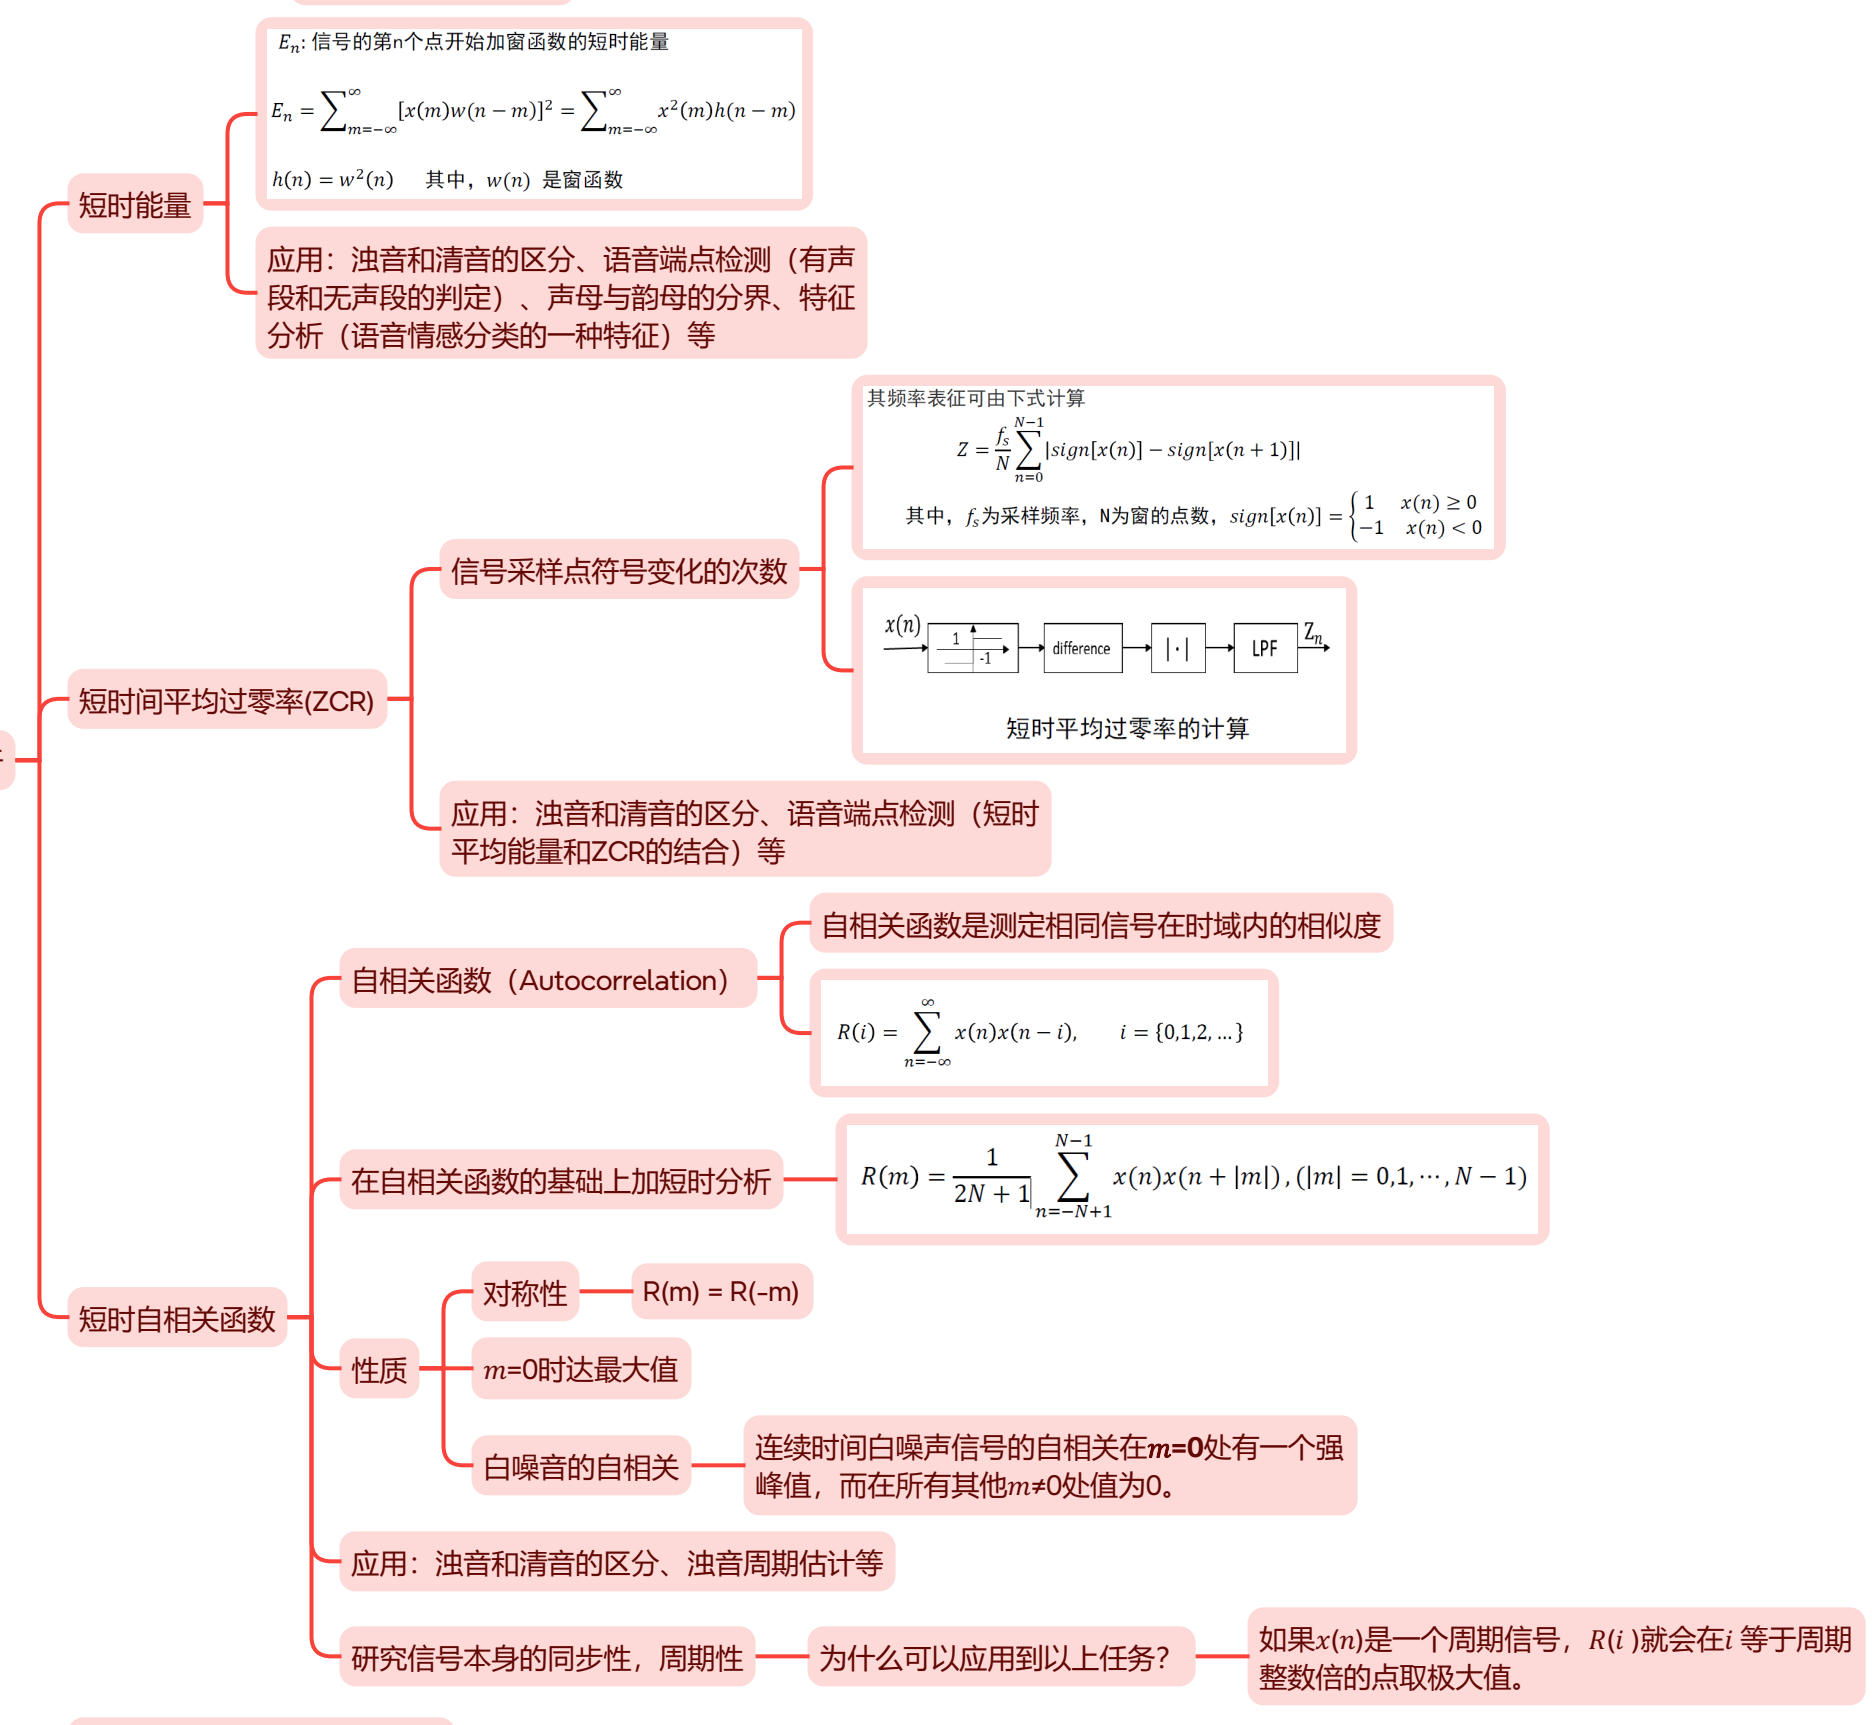 E_n: 信号的第n个点开始加窗函数的短时能量
E_n = ∑_{m=−∞}^{∞} [x(m)w(n − m)]² = ∑_{m=−∞}^{∞} x²(m)h(n − m)
h(n) = w²(n) 其中，w(n) 是窗函数
短时能量
应用：浊音和清音的区分、语音端点检测（有声
段和无声段的判定）、声母与韵母的分界、特征
分析（语音情感分类的一种特征）等
其频率表征可由下式计算
Z = \frac{f_s}{N} ∑_{n=0}^{N−1} |sign[x(n)] − sign[x(n + 1)]|
其中，f_s为采样频率，N为窗的点数，sign[x(n)] = { 1 x(n) ≥ 0
−1 x(n) < 0
信号采样点符号变化的次数
x(n) 1 -1 difference |·| LPF Z_n
短时平均过零率的计算
短时间平均过零率(ZCR)
应用：浊音和清音的区分、语音端点检测（短时
平均能量和ZCR的结合）等
自相关函数是测定相同信号在时域内的相似度
自相关函数（Autocorrelation）
R(i) = ∑_{n=−∞}^{∞} x(n)x(n − i), i = {0,1,2, …}
在自相关函数的基础上加短时分析
R(m) = \frac{1}{2N + 1} ∑_{n=−N+1}^{N−1} x(n)x(n + |m|) , (|m| = 0,1, ⋯ , N − 1)
短时自相关函数
性质
对称性
R(m) = R(-m)
m=0时达最大值
白噪音的自相关
连续时间白噪声信号的自相关在m=0处有一个强
峰值，而在所有其他m≠0处值为0。
应用：浊音和清音的区分、浊音周期估计等
研究信号本身的同步性，周期性
为什么可以应用到以上任务？
如果x(n)是一个周期信号，R(i )就会在i 等于周期
整数倍的点取极大值。